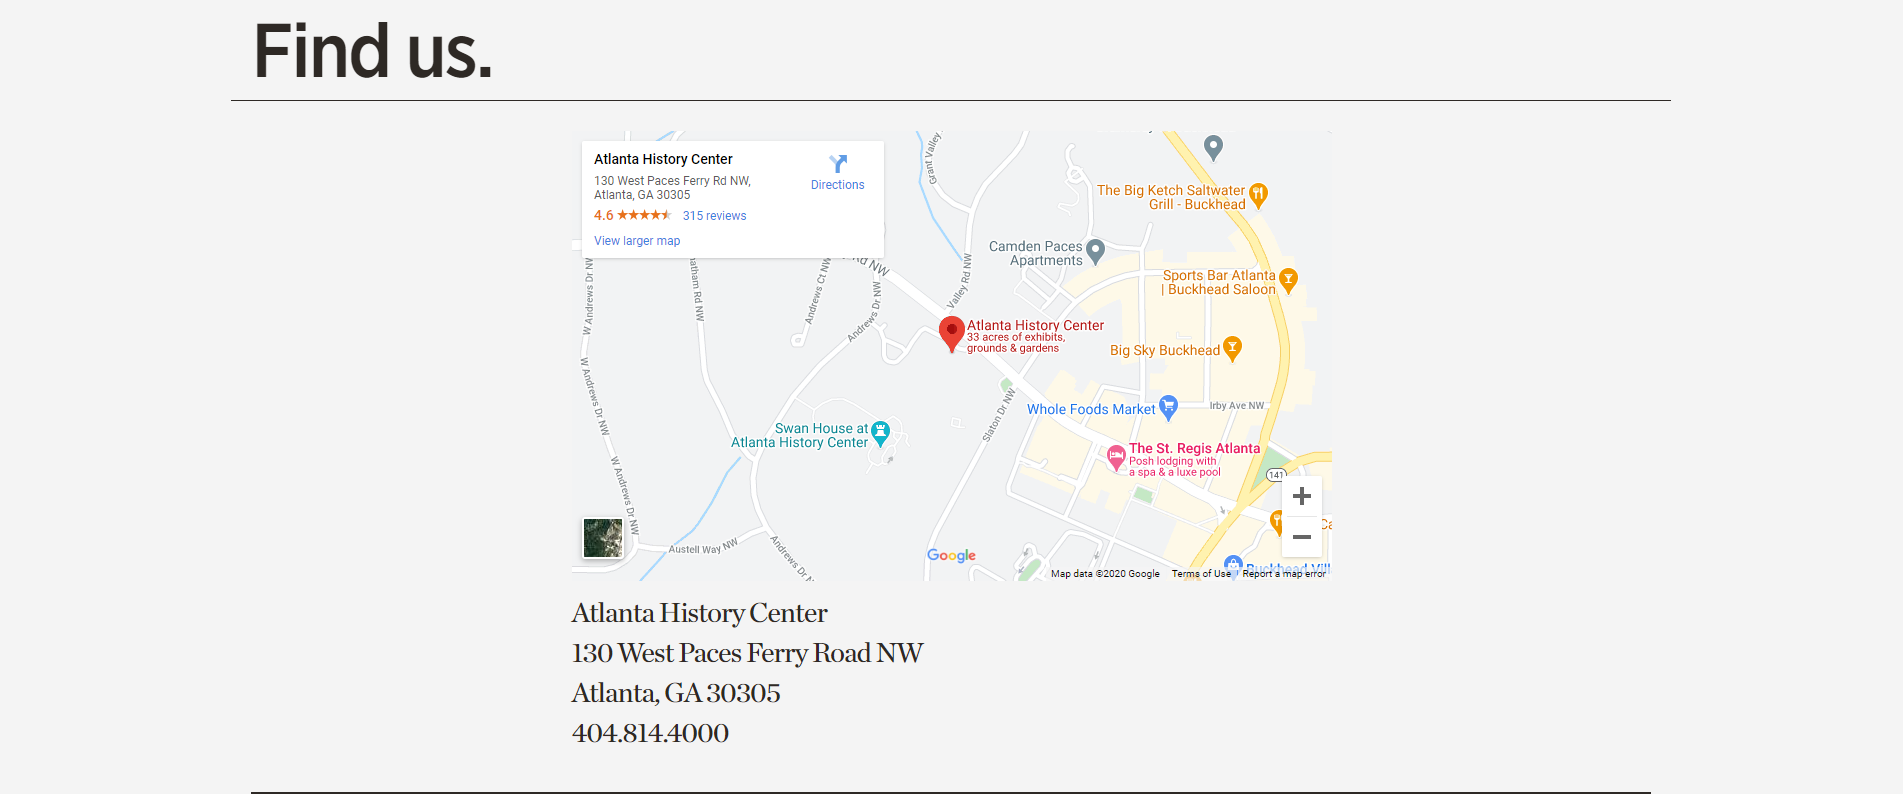 Find us.
Atlanta History Center
130 West Paces Ferry Rd NW,
Atlanta, GA 30305
4.6
315 reviews
View larger map
Directions
Grant Valley
The Big Ketch Saltwater
Grill - Buckhead
Camden Paces
Apartments
Sports Bar Atlanta
| Buckhead Saloon
Rd NW
Valley Rd NW
W Andrews Dr NW
Andrews Ct NW
Andrews Dr NW
Atlanta History Center
33 acres of exhibits,
grounds & gardens
Big Sky Buckhead
W Andrews Dr NW
Whole Foods Market
Irby Ave NW
Slaton Dr NW
Swan House at
Atlanta History Center
The St. Regis Atlanta
Posh lodging with
a spa & a luxe pool
141
W Andrews Dr NW
Austell Way NW
Andrews Dr
Google
Map data ©2020 Google
Terms of Use
Report a map error
Atlanta History Center
130 West Paces Ferry Road NW
Atlanta, GA 30305
404.814.4000